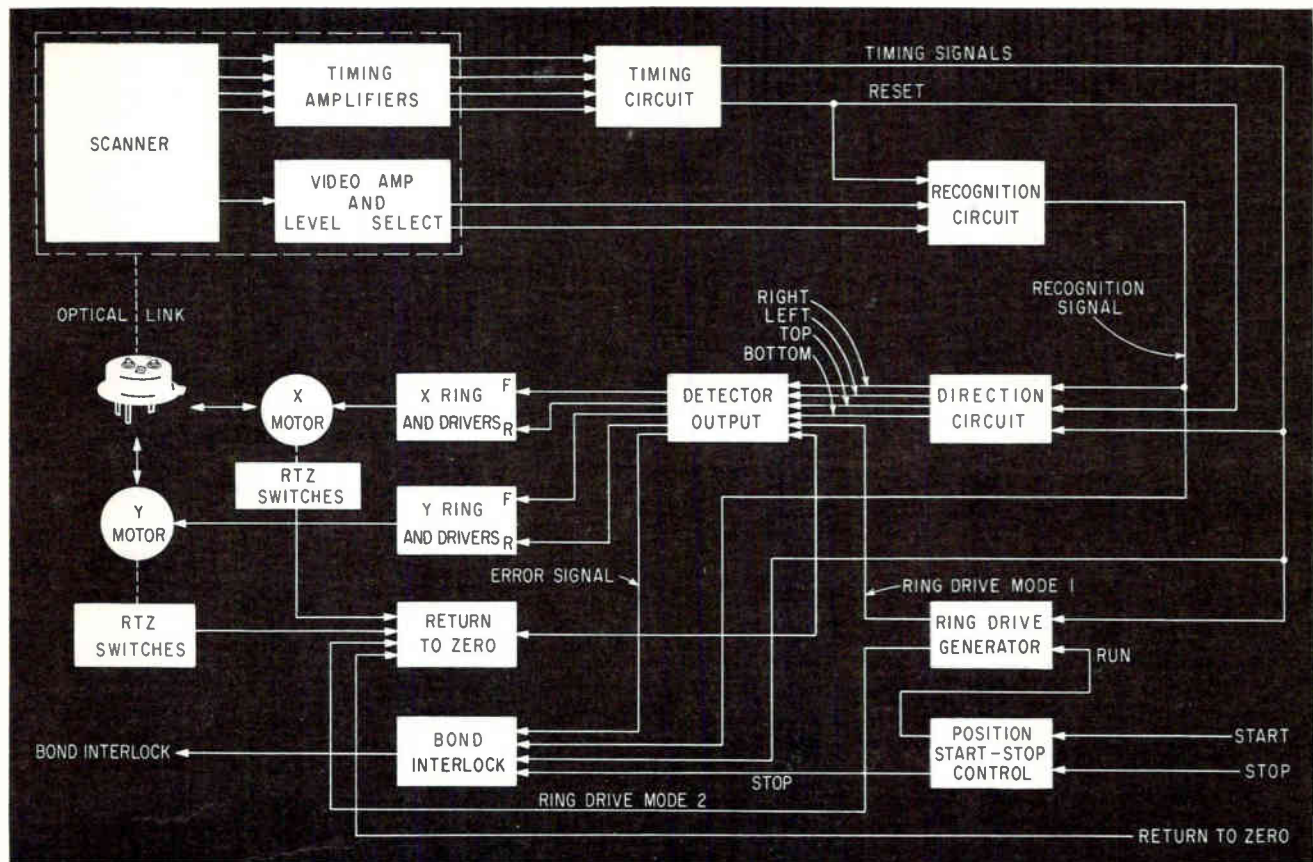 SCANNER
TIMING
AMPLIFIERS
TIMING
CIRCUIT
TIMING SIGNALS
RESET
VIDEO AMP
AND
LEVEL SELECT
RECOGNITION
CIRCUIT
RECOGNITION
SIGNAL
OPTICAL LINK
RIGHT
LEFT
TOP
BOTTOM
X
MOTOR
X RING F
AND DRIVERS R
DETECTOR
OUTPUT
DIRECTION
CIRCUIT
RTZ
SWITCHES
Y
MOTOR
Y RING F
AND DRIVERS R
ERROR SIGNAL
RING DRIVE MODE 1
RTZ
SWITCHES
RETURN
TO ZERO
RING DRIVE
GENERATOR
RUN
BOND INTERLOCK
BOND
INTERLOCK
STOP
POSITION
START-STOP
CONTROL
START
STOP
RING DRIVE MODE 2
RETURN TO ZERO